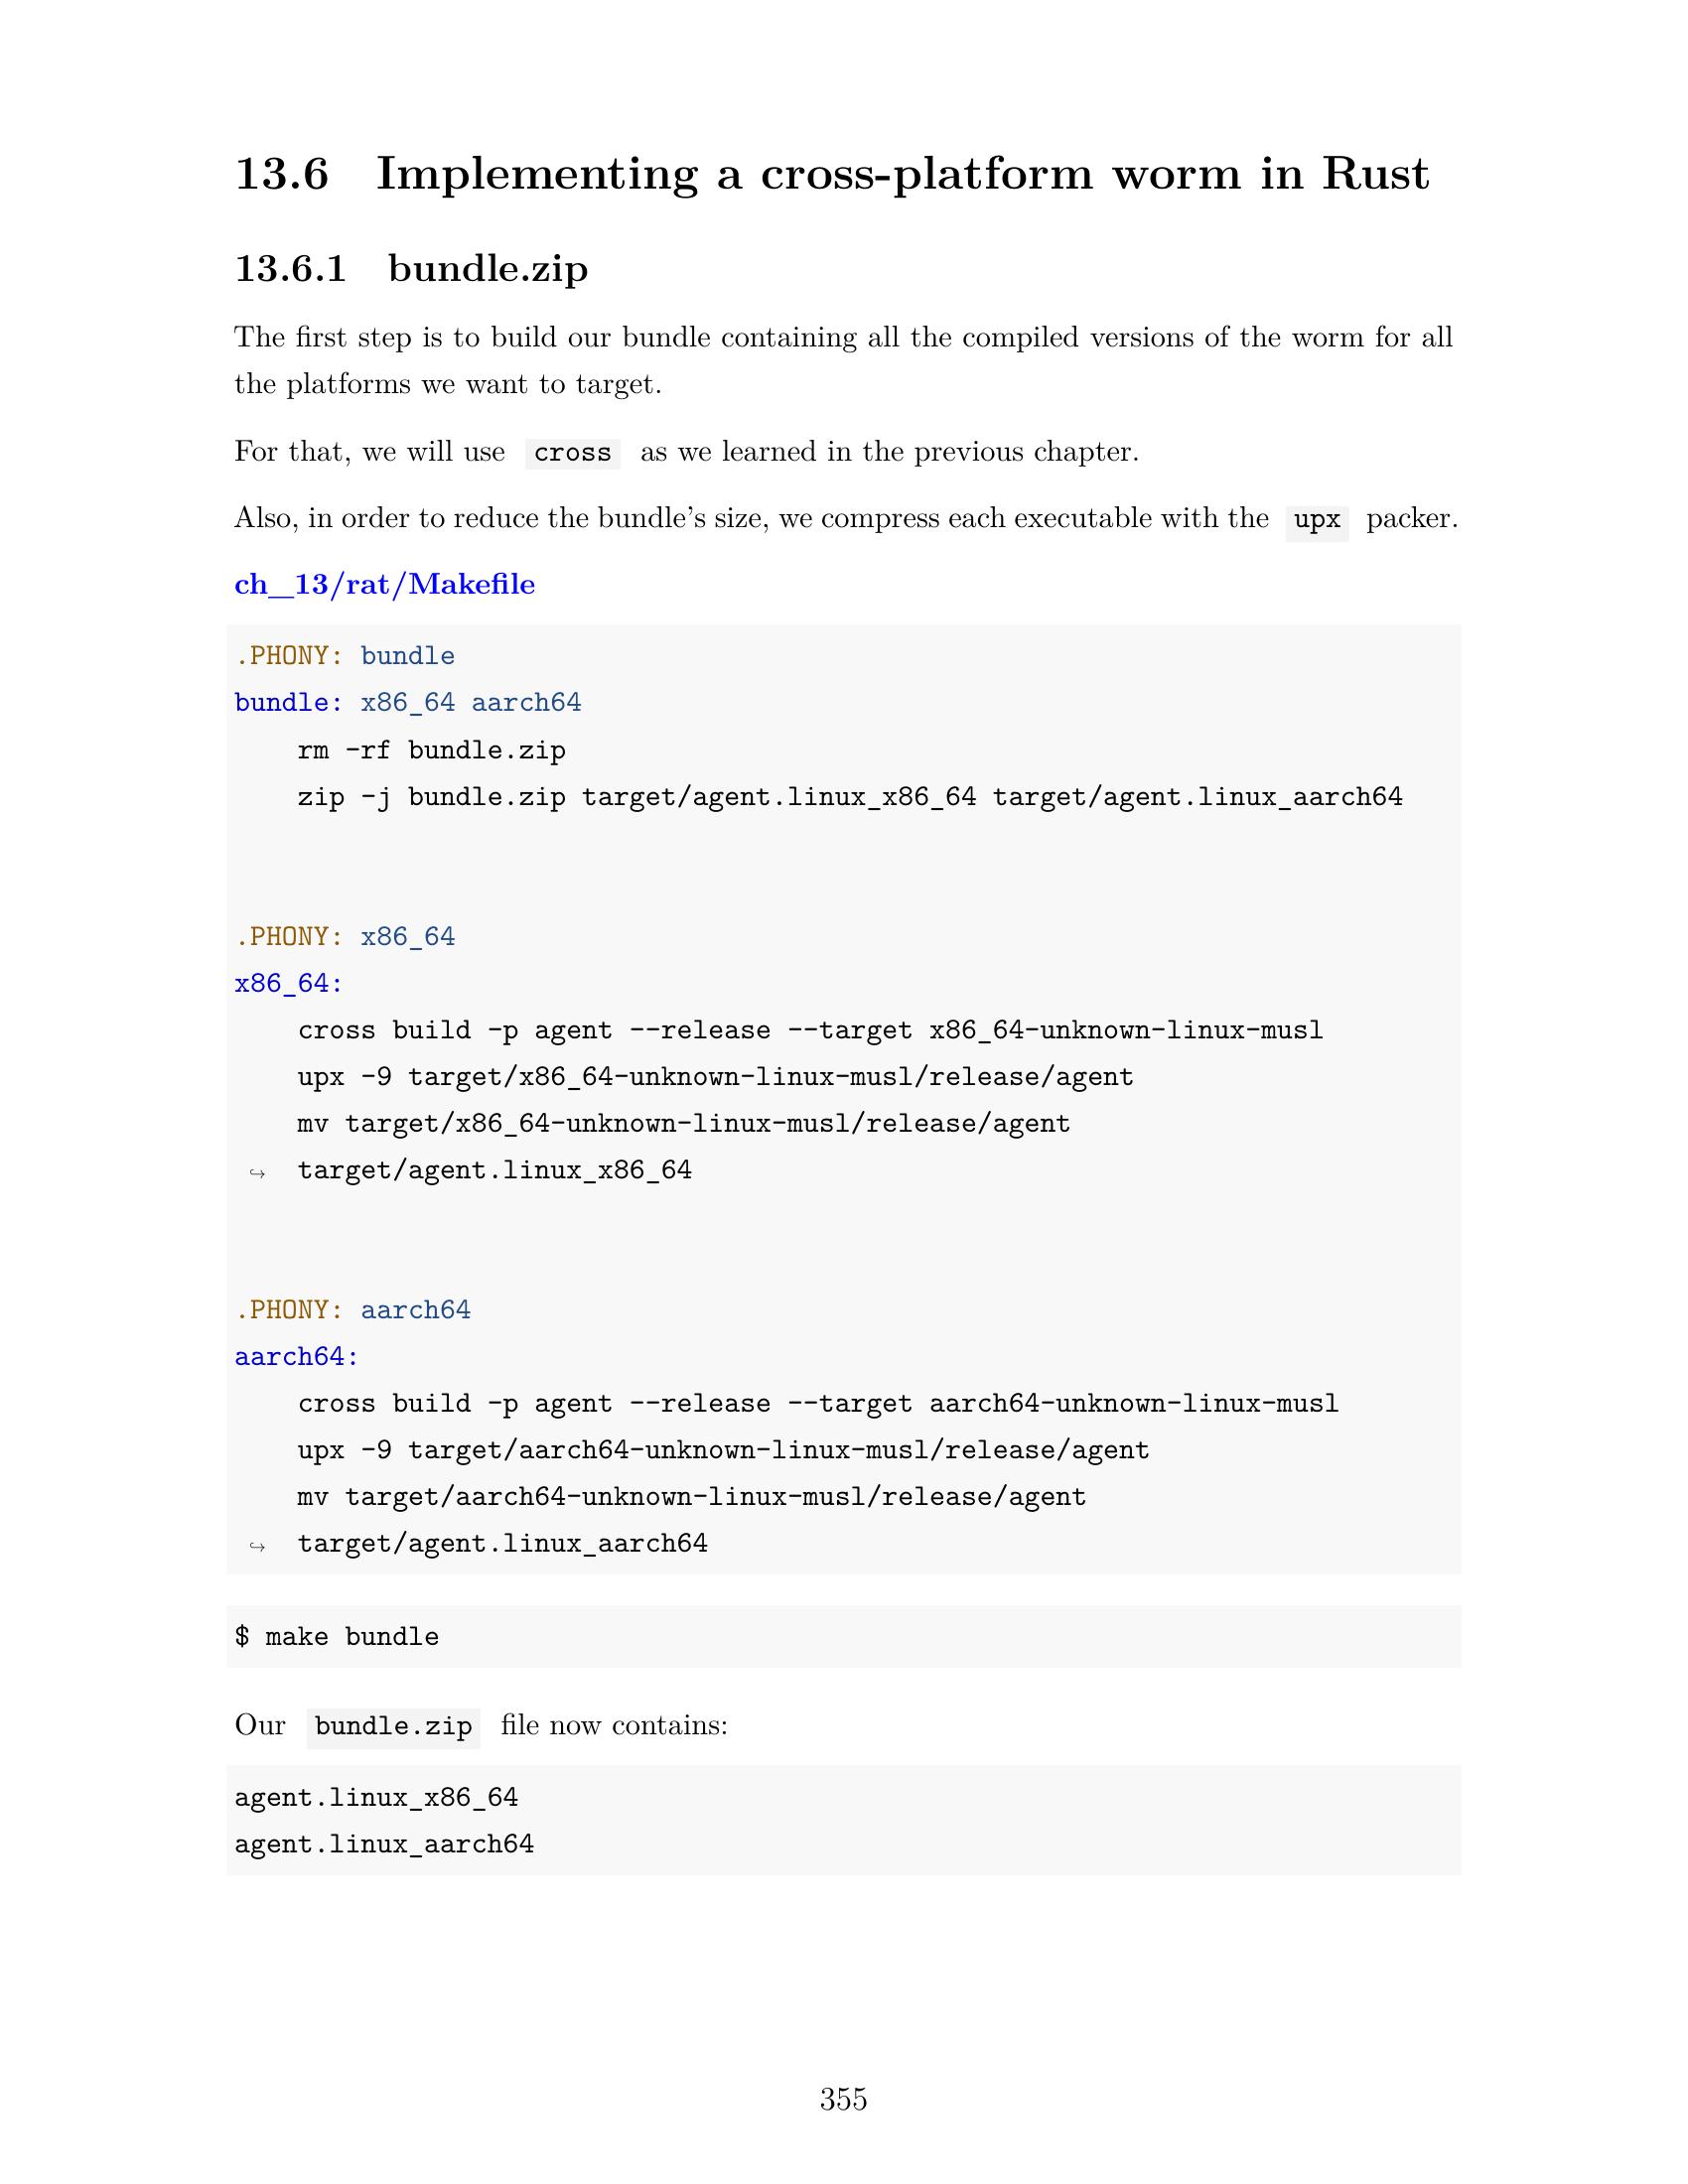 13.6 Implementing a cross-platform worm in Rust
13.6.1 bundle.zip
The first step is to build our bundle containing all the compiled versions of the worm for all
the platforms we want to target.
For that, we will use cross as we learned in the previous chapter.
Also, in order to reduce the bundle's size, we compress each executable with the upx packer.
ch_13/rat/Makefile
.PHONY: bundle
bundle: x86_64 aarch64
    rm -rf bundle.zip
    zip -j bundle.zip target/agent.linux_x86_64 target/agent.linux_aarch64
.PHONY: x86_64
x86_64:
    cross build -p agent --release --target x86_64-unknown-linux-musl
    upx -9 target/x86_64-unknown-linux-musl/release/agent
    mv target/x86_64-unknown-linux-musl/release/agent
↪ target/agent.linux_x86_64
.PHONY: aarch64
aarch64:
    cross build -p agent --release --target aarch64-unknown-linux-musl
    upx -9 target/aarch64-unknown-linux-musl/release/agent
    mv target/aarch64-unknown-linux-musl/release/agent
↪ target/agent.linux_aarch64
$ make bundle
Our bundle.zip file now contains:
agent.linux_x86_64
agent.linux_aarch64
355